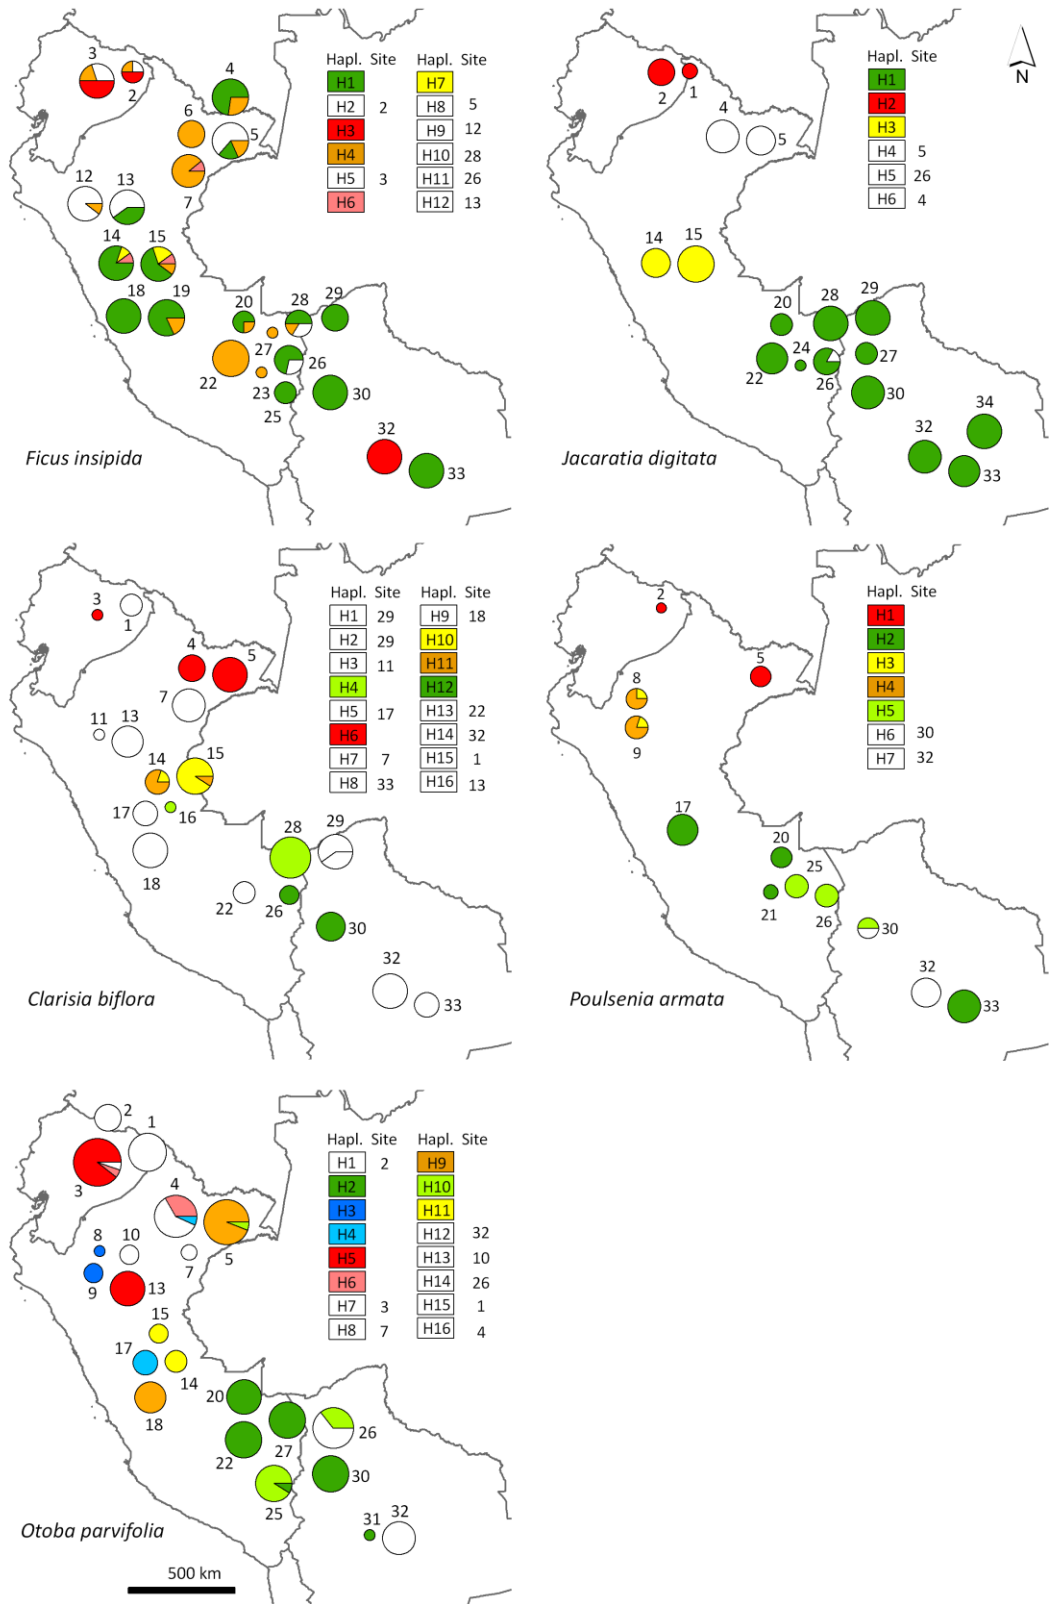 Hapl. Site Hapl. Site
H1 H7
H2 2 H8 5
H3 H9 12
H4 H10 28
H5 3 H11 26
H6 H12 13
3
2
4
6
5
7
12
13
14
15
18
19
20
28
29
27
22
26
23
25
30
32
33
Ficus insipida
Hapl. Site
H1
H2
H3
H4 5
H5 26
H6 4
N
2
1
4
5
14
15
20
28
29
24
27
22
26
30
34
32
33
Jacaratia digitata
Hapl. Site Hapl. Site
H1 29 H9 18
H2 29 H10
H3 11 H11
H4 H12
H5 17 H13 22
H6 H14 32
H7 7 H15 1
H8 33 H16 13
3
1
4
5
7
11
13
14
15
17
16
18
28
29
22
26
30
32
33
Clarisia biflora
Hapl. Site
H1
H2
H3
H4
H5
H6 30
H7 32
2
5
8
9
17
20
25
21
26
30
32
33
Poulsenia armata
Hapl. Site Hapl. Site
H1 2 H9
H2 H10
H3 H11
H4 H12 32
H5 H13 10
H6 H14 26
H7 3 H15 1
H8 7 H16 4
2
1
3
4
5
8
10
7
9
13
15
17
14
18
20
27
26
22
30
25
31
32
Otoba parvifolia
500 km